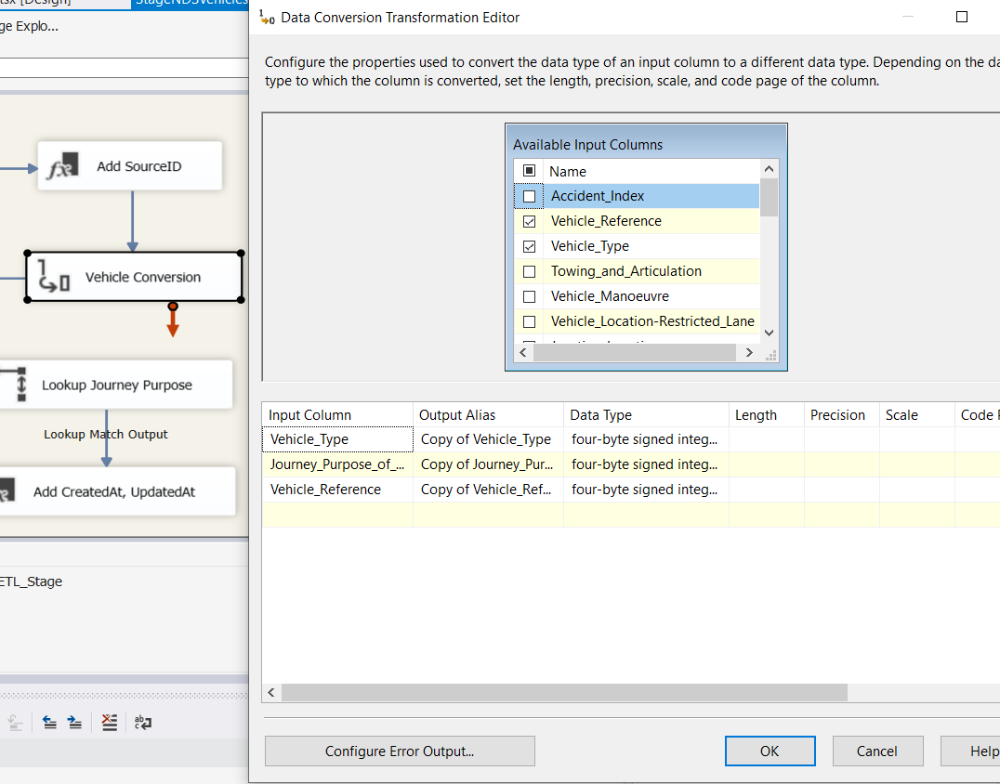 tsx [Design]
StageNDSVehicles
ge Explo...
Add SourceID
Vehicle Conversion
Lookup Journey Purpose
Lookup Match Output
Add CreatedAt, UpdatedAt
ETL_Stage
Data Conversion Transformation Editor
Configure the properties used to convert the data type of an input column to a different data type. Depending on the da
type to which the column is converted, set the length, precision, scale, and code page of the column.
Available Input Columns
Name
Accident_Index
Vehicle_Reference
Vehicle_Type
Towing_and_Articulation
Vehicle_Manoeuvre
Vehicle_Location-Restricted_Lane
Input Column Output Alias Data Type Length Precision Scale Code P
Vehicle_Type Copy of Vehicle_Type four-byte signed integ...
Journey_Purpose_of_... Copy of Journey_Pur... four-byte signed integ...
Vehicle_Reference Copy of Vehicle_Ref... four-byte signed integ...
Configure Error Output... OK Cancel Help